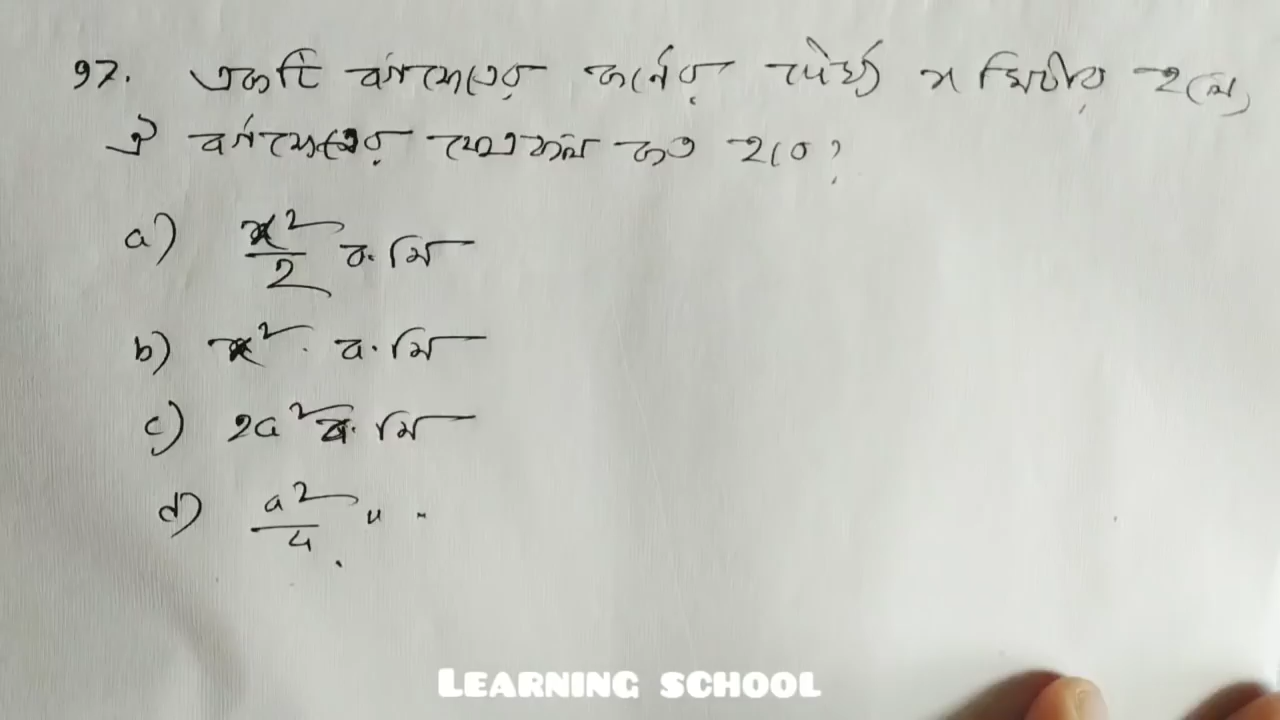 97. একটি বর্গক্ষেত্রের কর্নের দৈর্ঘ্য x মিটার হলে,
ঐ বর্গক্ষেত্রের ক্ষেত্রফল কত হবে?
a) x²/2 ব. মি
b) x² ব. মি
c) 2a² ব. মি
d) a²/4 " "
LEARNING SCHOOL